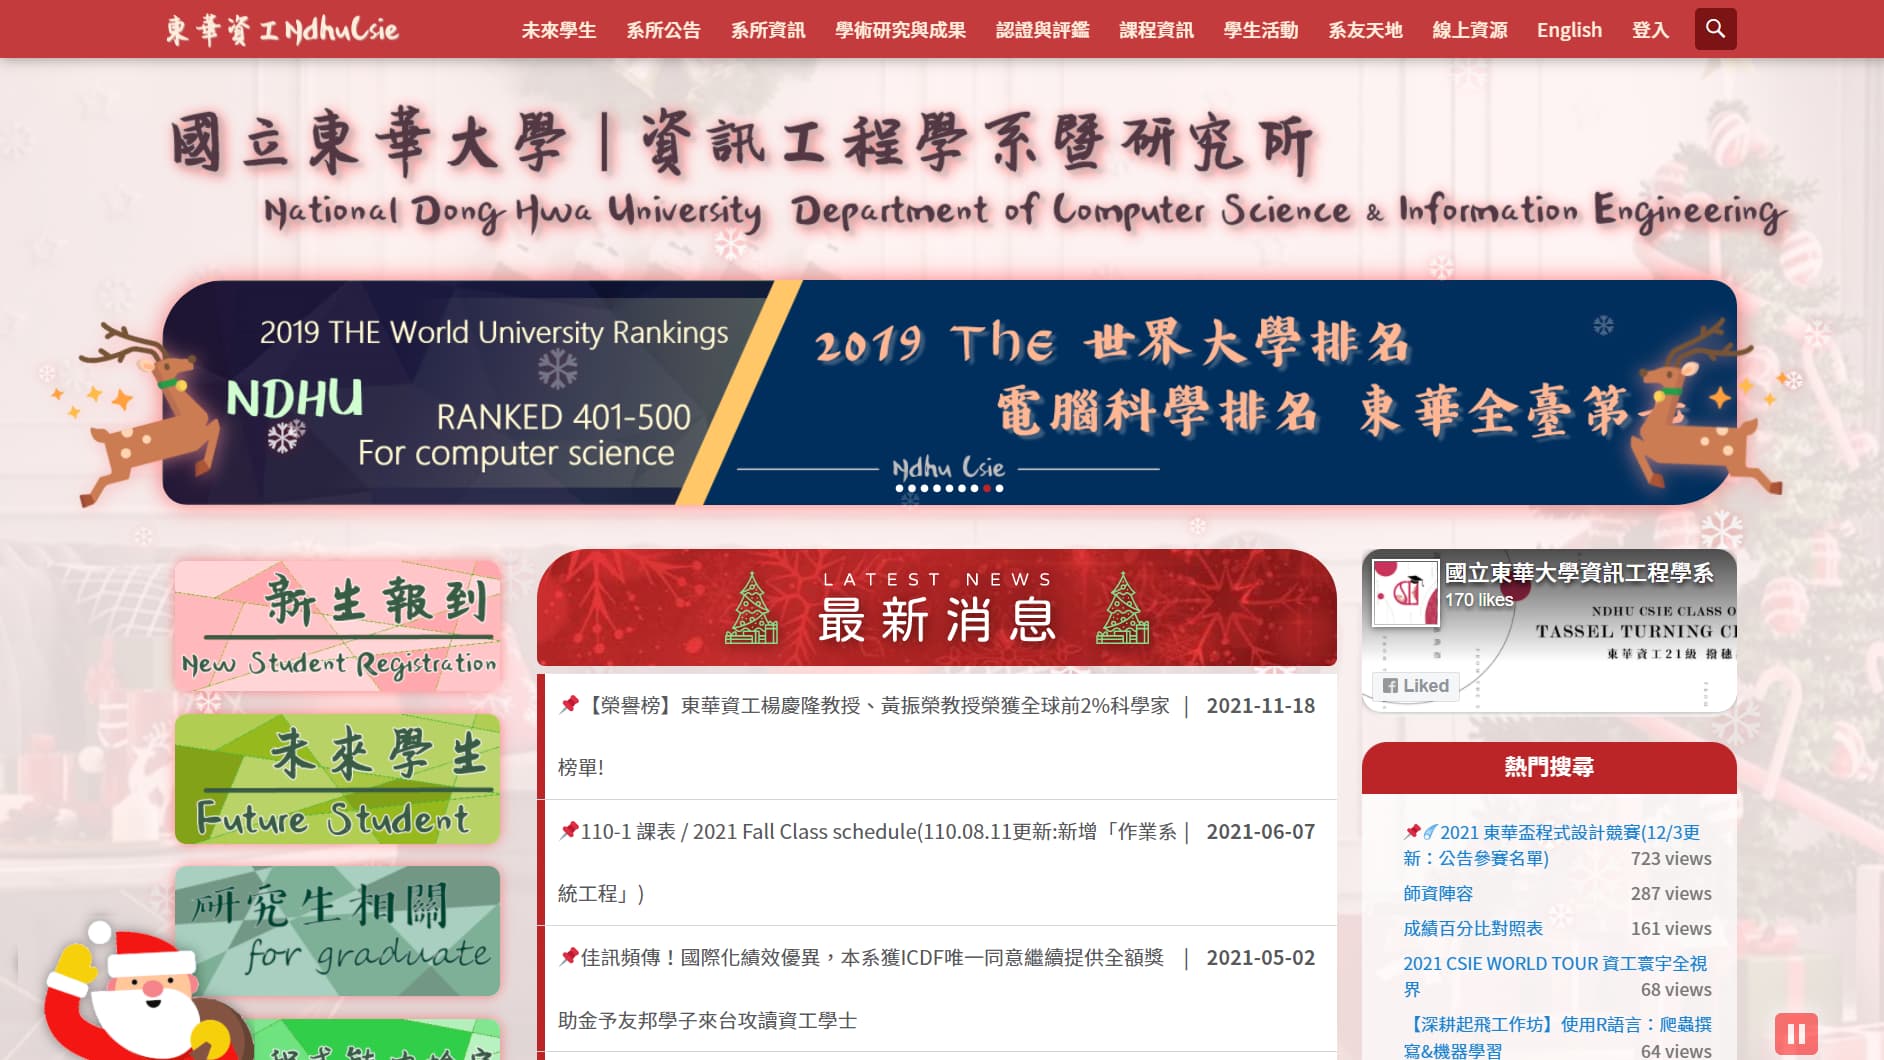 東華資工NdhuCsie
未來學生 系所公告 系所資訊 學術研究與成果 認證與評鑑 課程資訊 學生活動 系友天地 線上資源 English 登入
國立東華大學 | 資訊工程學系暨研究所
National Dong Hwa University Department of Computer Science & Information Engineering
2019 THE World University Rankings
NDHU
RANKED 401-500
For computer science
2019 THE 世界大學排名
電腦科學排名 東華全臺第
Ndhu Csie
新生報到
New Student Registration
未來學生
Future Student
研究生相關
for graduate
LATEST NEWS
最新消息
【榮譽榜】東華資工楊慶隆教授、黃振榮教授榮獲全球前2%科學家 | 2021-11-18
榜單!
110-1 課表 / 2021 Fall Class schedule(110.08.11更新:新增「作業系 | 2021-06-07
統工程」)
佳訊頻傳！國際化績效優異，本系獲ICDF唯一同意繼續提供全額獎 | 2021-05-02
助金予友邦學子來台攻讀資工學士
國立東華大學資訊工程學系
170 likes
NDHU CSIE CLASS O
TASSEL TURNING C
東華資工21級 撥穗
Liked
熱門搜尋
2021 東華盃程式設計競賽(12/3更
新：公告參賽名單) 723 views
師資陣容 287 views
成績百分比對照表 161 views
2021 CSIE WORLD TOUR 資工寰宇全視
界 68 views
【深耕起飛工作坊】使用R語言：爬蟲撰
寫&機器學習 64 views